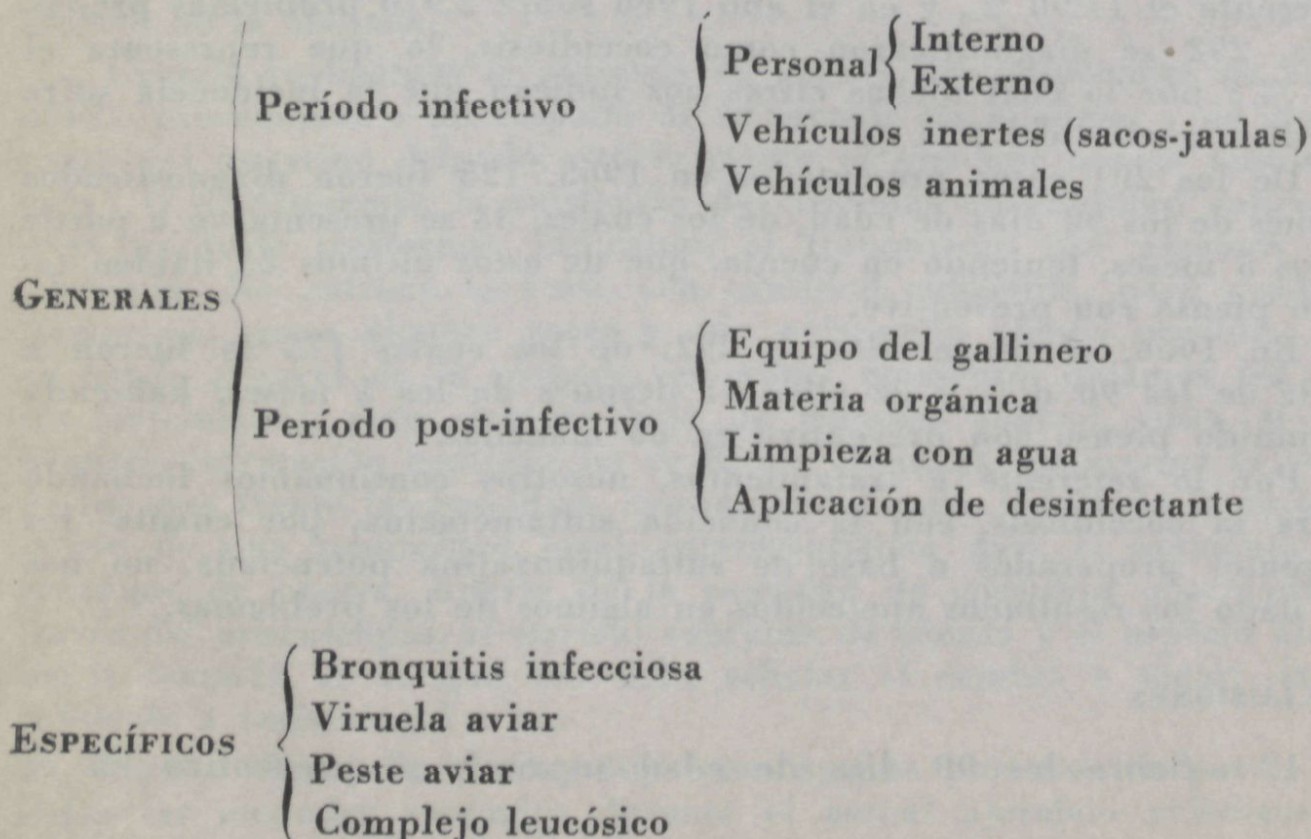 Interno
Personal
Externo
Período infectivo
Vehículos inertes (sacos-jaulas)
Vehículos animales
GENERALES
Equipo del gallinero
Materia orgánica
Período post-infectivo
Limpieza con agua
Aplicación de desinfectante
Bronquitis infecciosa
Viruela aviar
ESPECÍFICOS
Peste aviar
Complejo leucósico